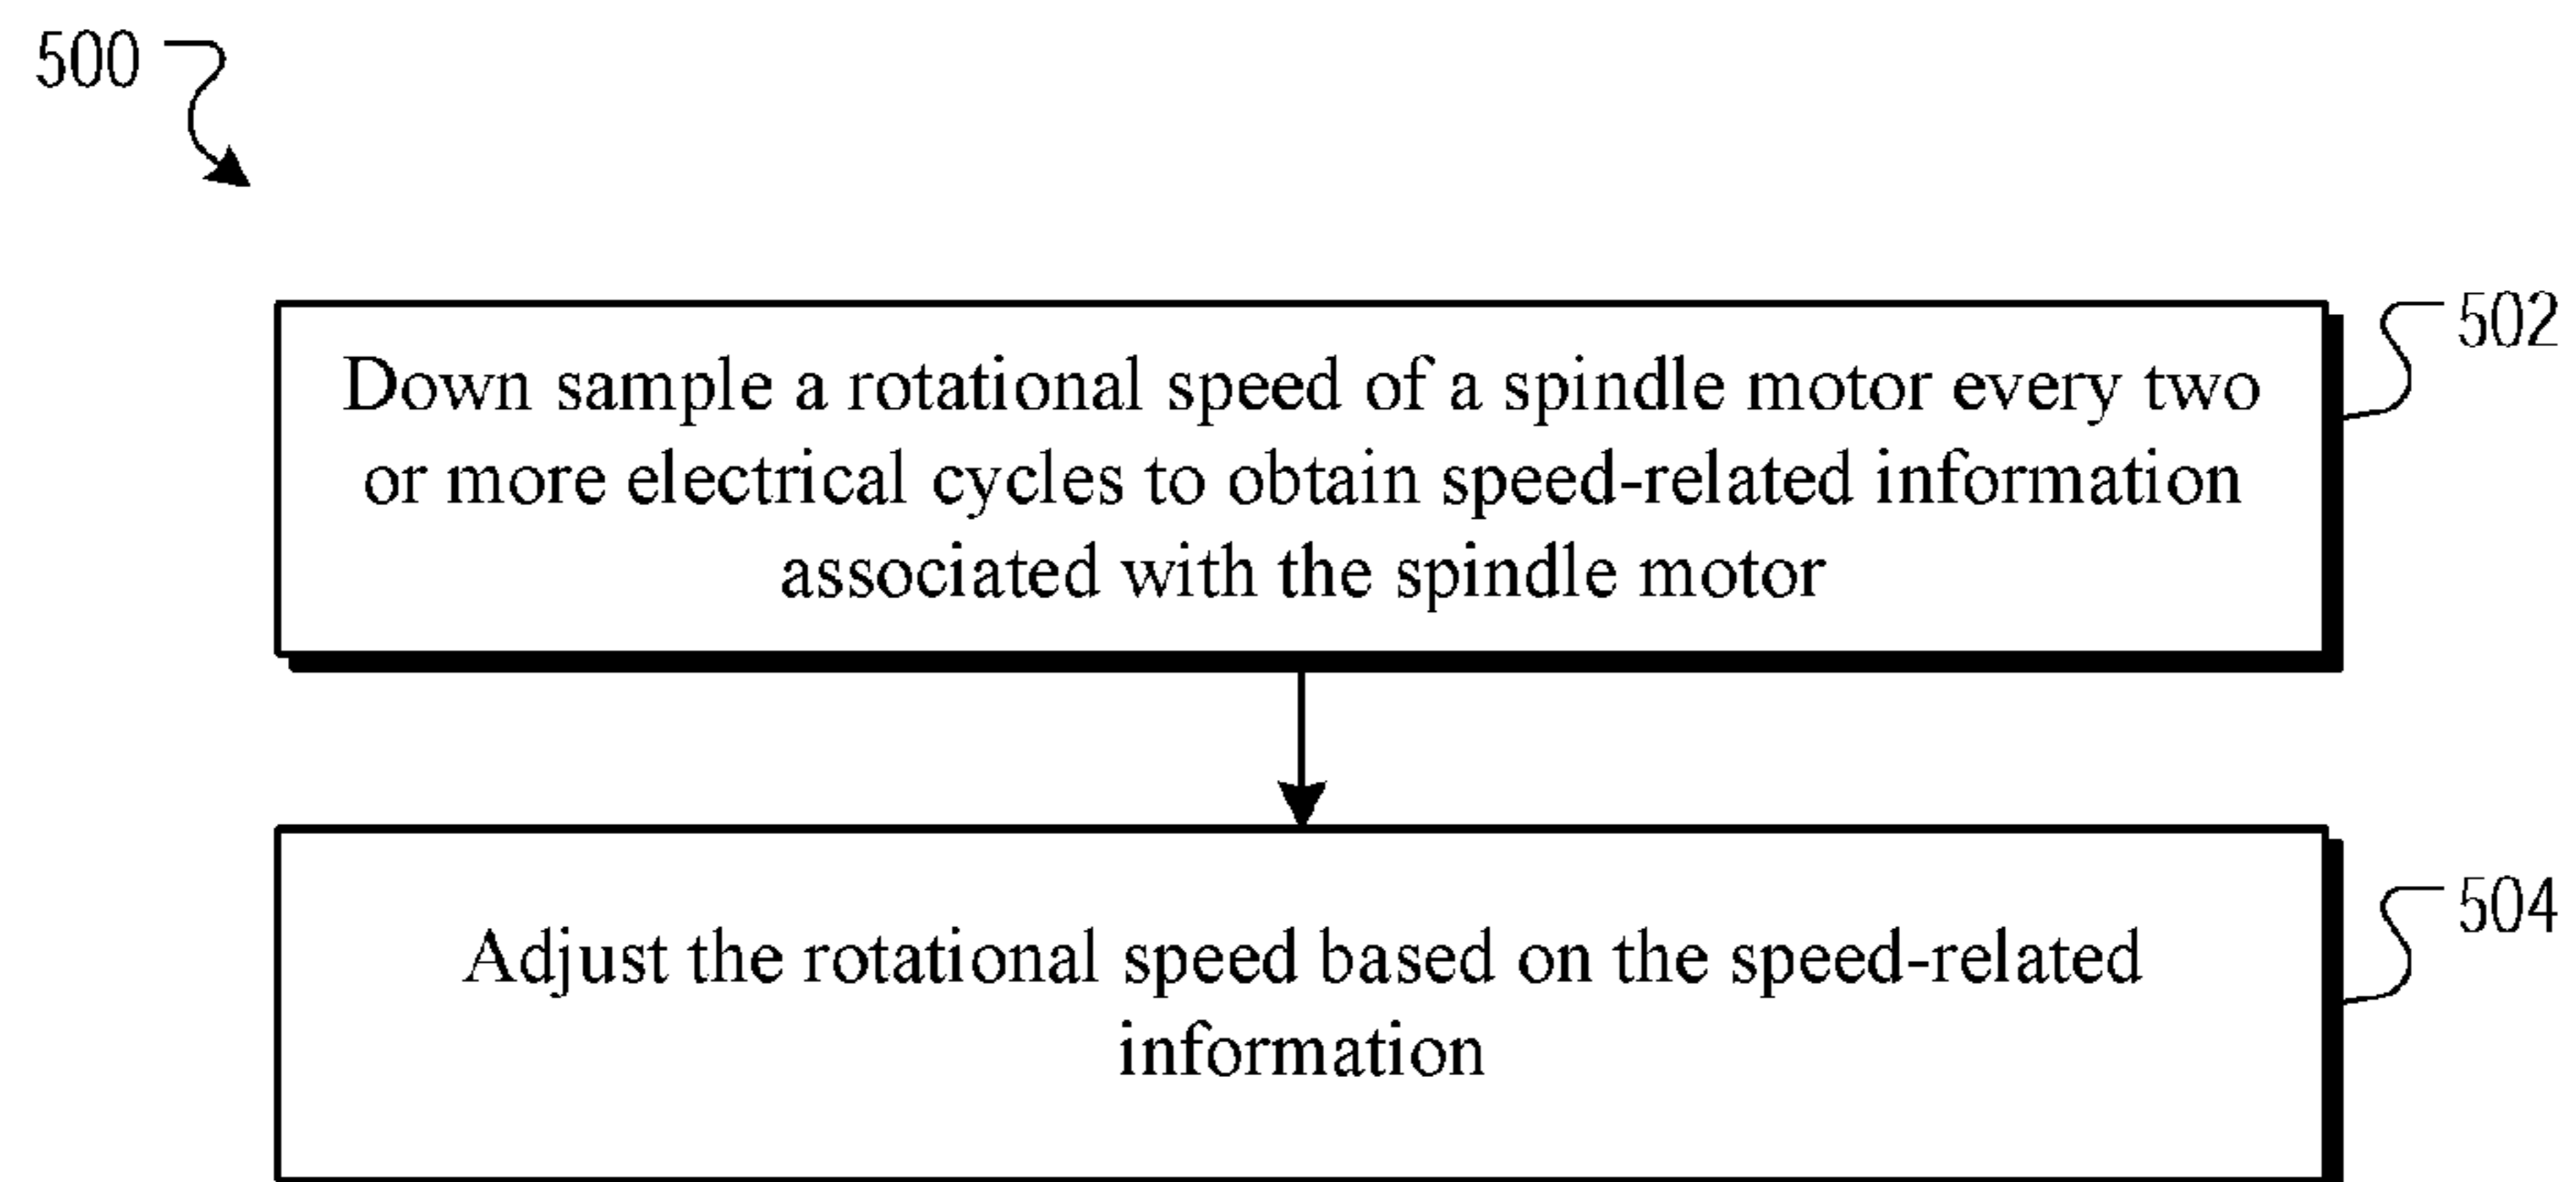 500
502
Down sample a rotational speed of a spindle motor every two
or more electrical cycles to obtain speed-related information
associated with the spindle motor
504
Adjust the rotational speed based on the speed-related
information